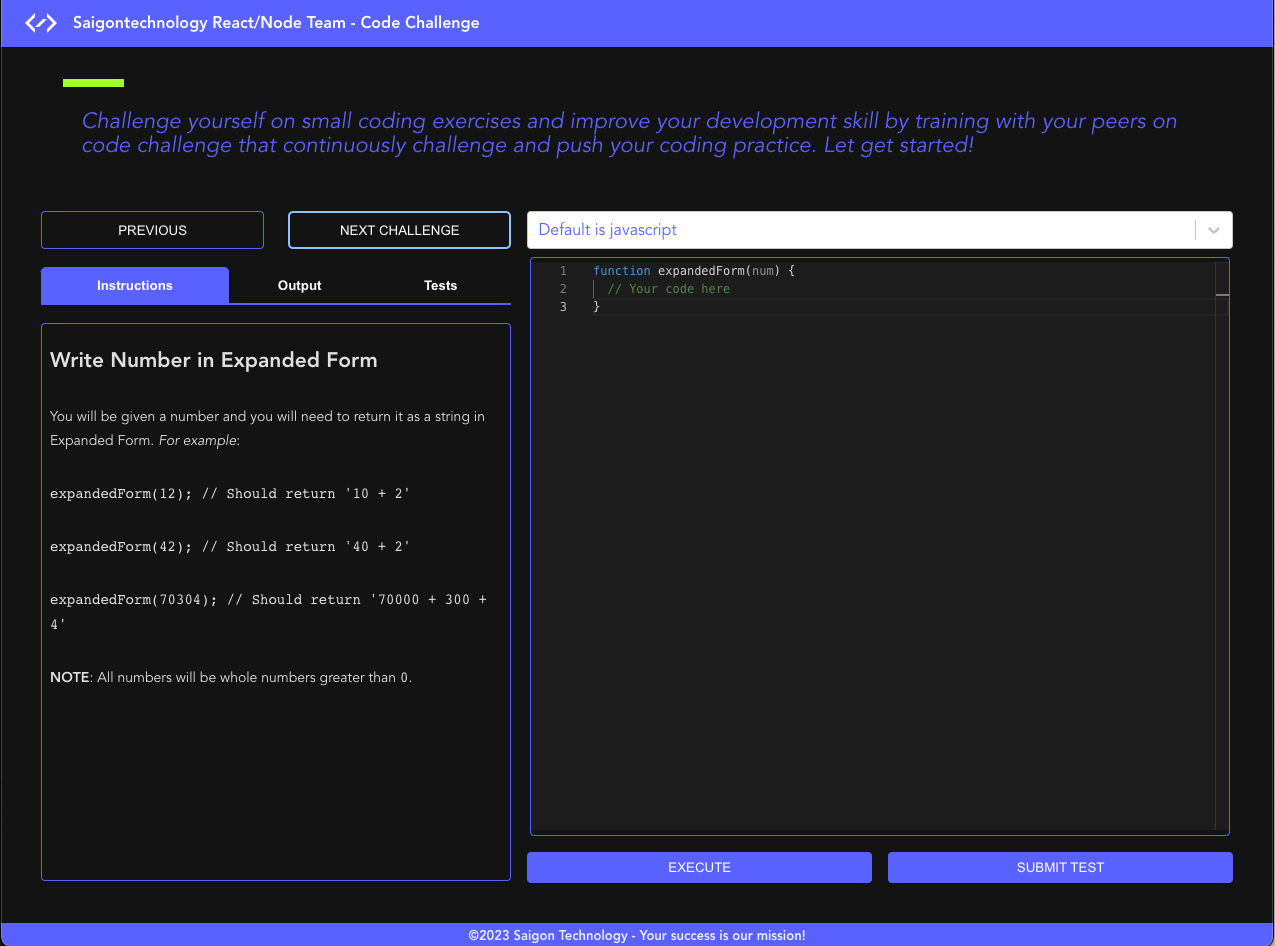 Saigontechnology React/Node Team - Code Challenge
Challenge yourself on small coding exercises and improve your development skill by training with your peers on
code challenge that continuously challenge and push your coding practice. Let get started!
PREVIOUS
NEXT CHALLENGE
Default is javascript
Instructions
Output
Tests
Write Number in Expanded Form
You will be given a number and you will need to return it as a string in
Expanded Form. For example:
expandedForm(12); // Should return '10 + 2'
expandedForm(42); // Should return '40 + 2'
expandedForm(70304); // Should return '70000 + 300 +
4'
NOTE: All numbers will be whole numbers greater than 0.
1 function expandedForm(num) {
2 // Your code here
3 }
EXECUTE
SUBMIT TEST
©2023 Saigon Technology - Your success is our mission!